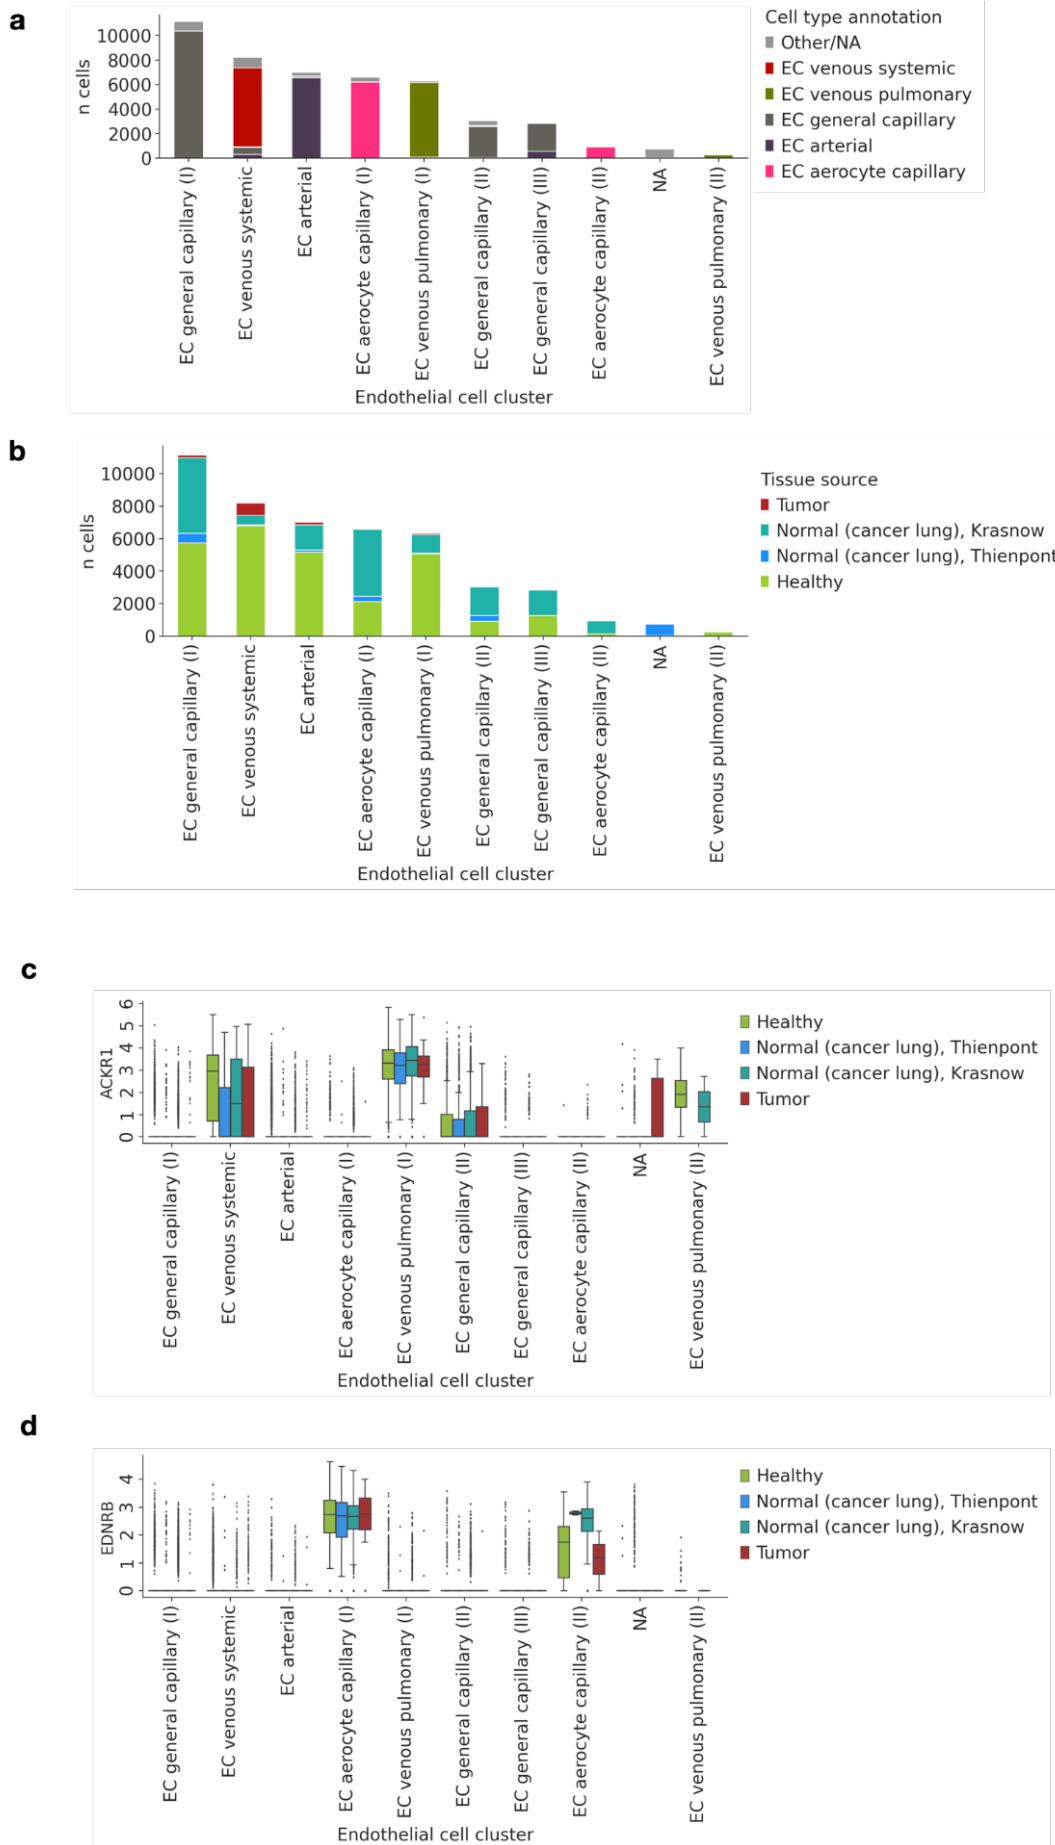 a
n cells
10000
8000
6000
4000
2000
0
EC general capillary (I)
EC venous systemic
EC arterial
EC aerocyte capillary (I)
EC venous pulmonary (I)
EC general capillary (II)
EC general capillary (III)
EC aerocyte capillary (II)
NA
EC venous pulmonary (II)
Endothelial cell cluster
Cell type annotation
Other/NA
EC venous systemic
EC venous pulmonary
EC general capillary
EC arterial
EC aerocyte capillary
b
n cells
10000
8000
6000
4000
2000
0
EC general capillary (I)
EC venous systemic
EC arterial
EC aerocyte capillary (I)
EC venous pulmonary (I)
EC general capillary (II)
EC general capillary (III)
EC aerocyte capillary (II)
NA
EC venous pulmonary (II)
Endothelial cell cluster
Tissue source
Tumor
Normal (cancer lung), Krasnow
Normal (cancer lung), Thienpont
Healthy
c
ACKR1
6
5
4
3
2
1
0
EC general capillary (I)
EC venous systemic
EC arterial
EC aerocyte capillary (I)
EC venous pulmonary (I)
EC general capillary (II)
EC general capillary (III)
EC aerocyte capillary (II)
NA
EC venous pulmonary (II)
Endothelial cell cluster
Healthy
Normal (cancer lung), Thienpont
Normal (cancer lung), Krasnow
Tumor
d
EDNRB
4
3
2
1
0
EC general capillary (I)
EC venous systemic
EC arterial
EC aerocyte capillary (I)
EC venous pulmonary (I)
EC general capillary (II)
EC general capillary (III)
EC aerocyte capillary (II)
NA
EC venous pulmonary (II)
Endothelial cell cluster
Healthy
Normal (cancer lung), Thienpont
Normal (cancer lung), Krasnow
Tumor